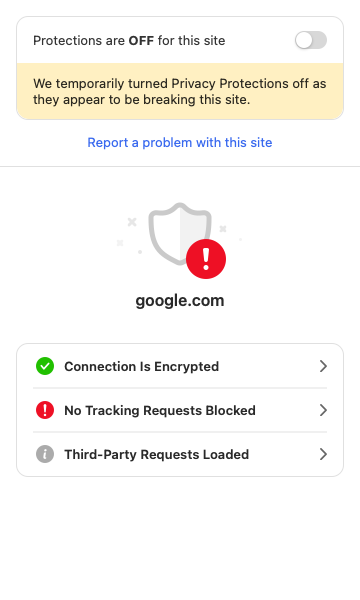 Protections are OFF for this site
We temporarily turned Privacy Protections off as
they appear to be breaking this site.
Report a problem with this site
google.com
Connection Is Encrypted
No Tracking Requests Blocked
Third-Party Requests Loaded